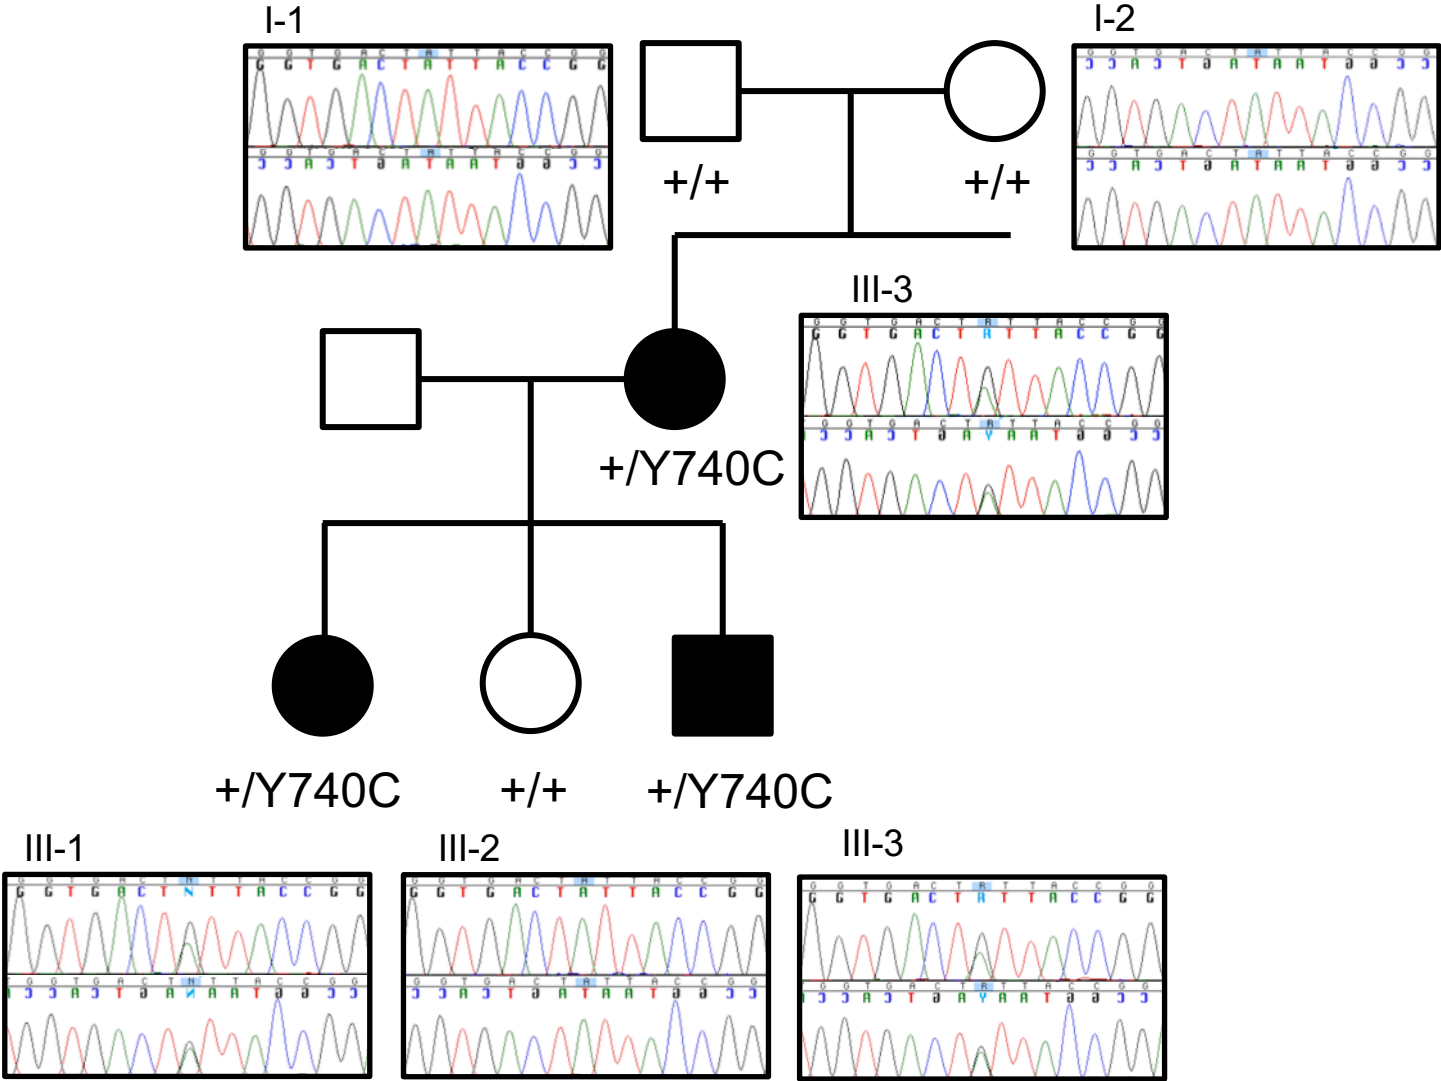 I-1
I-2
G G T G A C T A T T A C C G G
G G T G A C T A T T A C C G G
G G T G A C T A T T A C C G G
C C A C T G A T A A T G G C C
G G T G A C T A T T A C C G G
C C A C T G A T A A T G G C C
G G T G A C T A T T A C C G G
C C A C T G A T A A T G G C C
+/+
+/+
III-3
G G T G A C T R T T A C C G G
G G T G A C T R T T A C C G G
G G T G A C T R T T A C C G G
C C A C T G A Y A A T G G C C
+/Y740C
+/Y740C
+/+
+/Y740C
III-1
III-2
III-3
G G T G A C T N T T A C C G G
G G T G A C T N T T A C C G G
G G T G A C T N T T A C C G G
C C A C T G A N A A T G G C C
G G T G A C T A T T A C C G G
G G T G A C T A T T A C C G G
G G T G A C T A T T A C C G G
C C A C T G A T A A T G G C C
G G T G A C T R T T A C C G G
G G T G A C T R T T A C C G G
G G T G A C T R T T A C C G G
C C A C T G A Y A A T G G C C